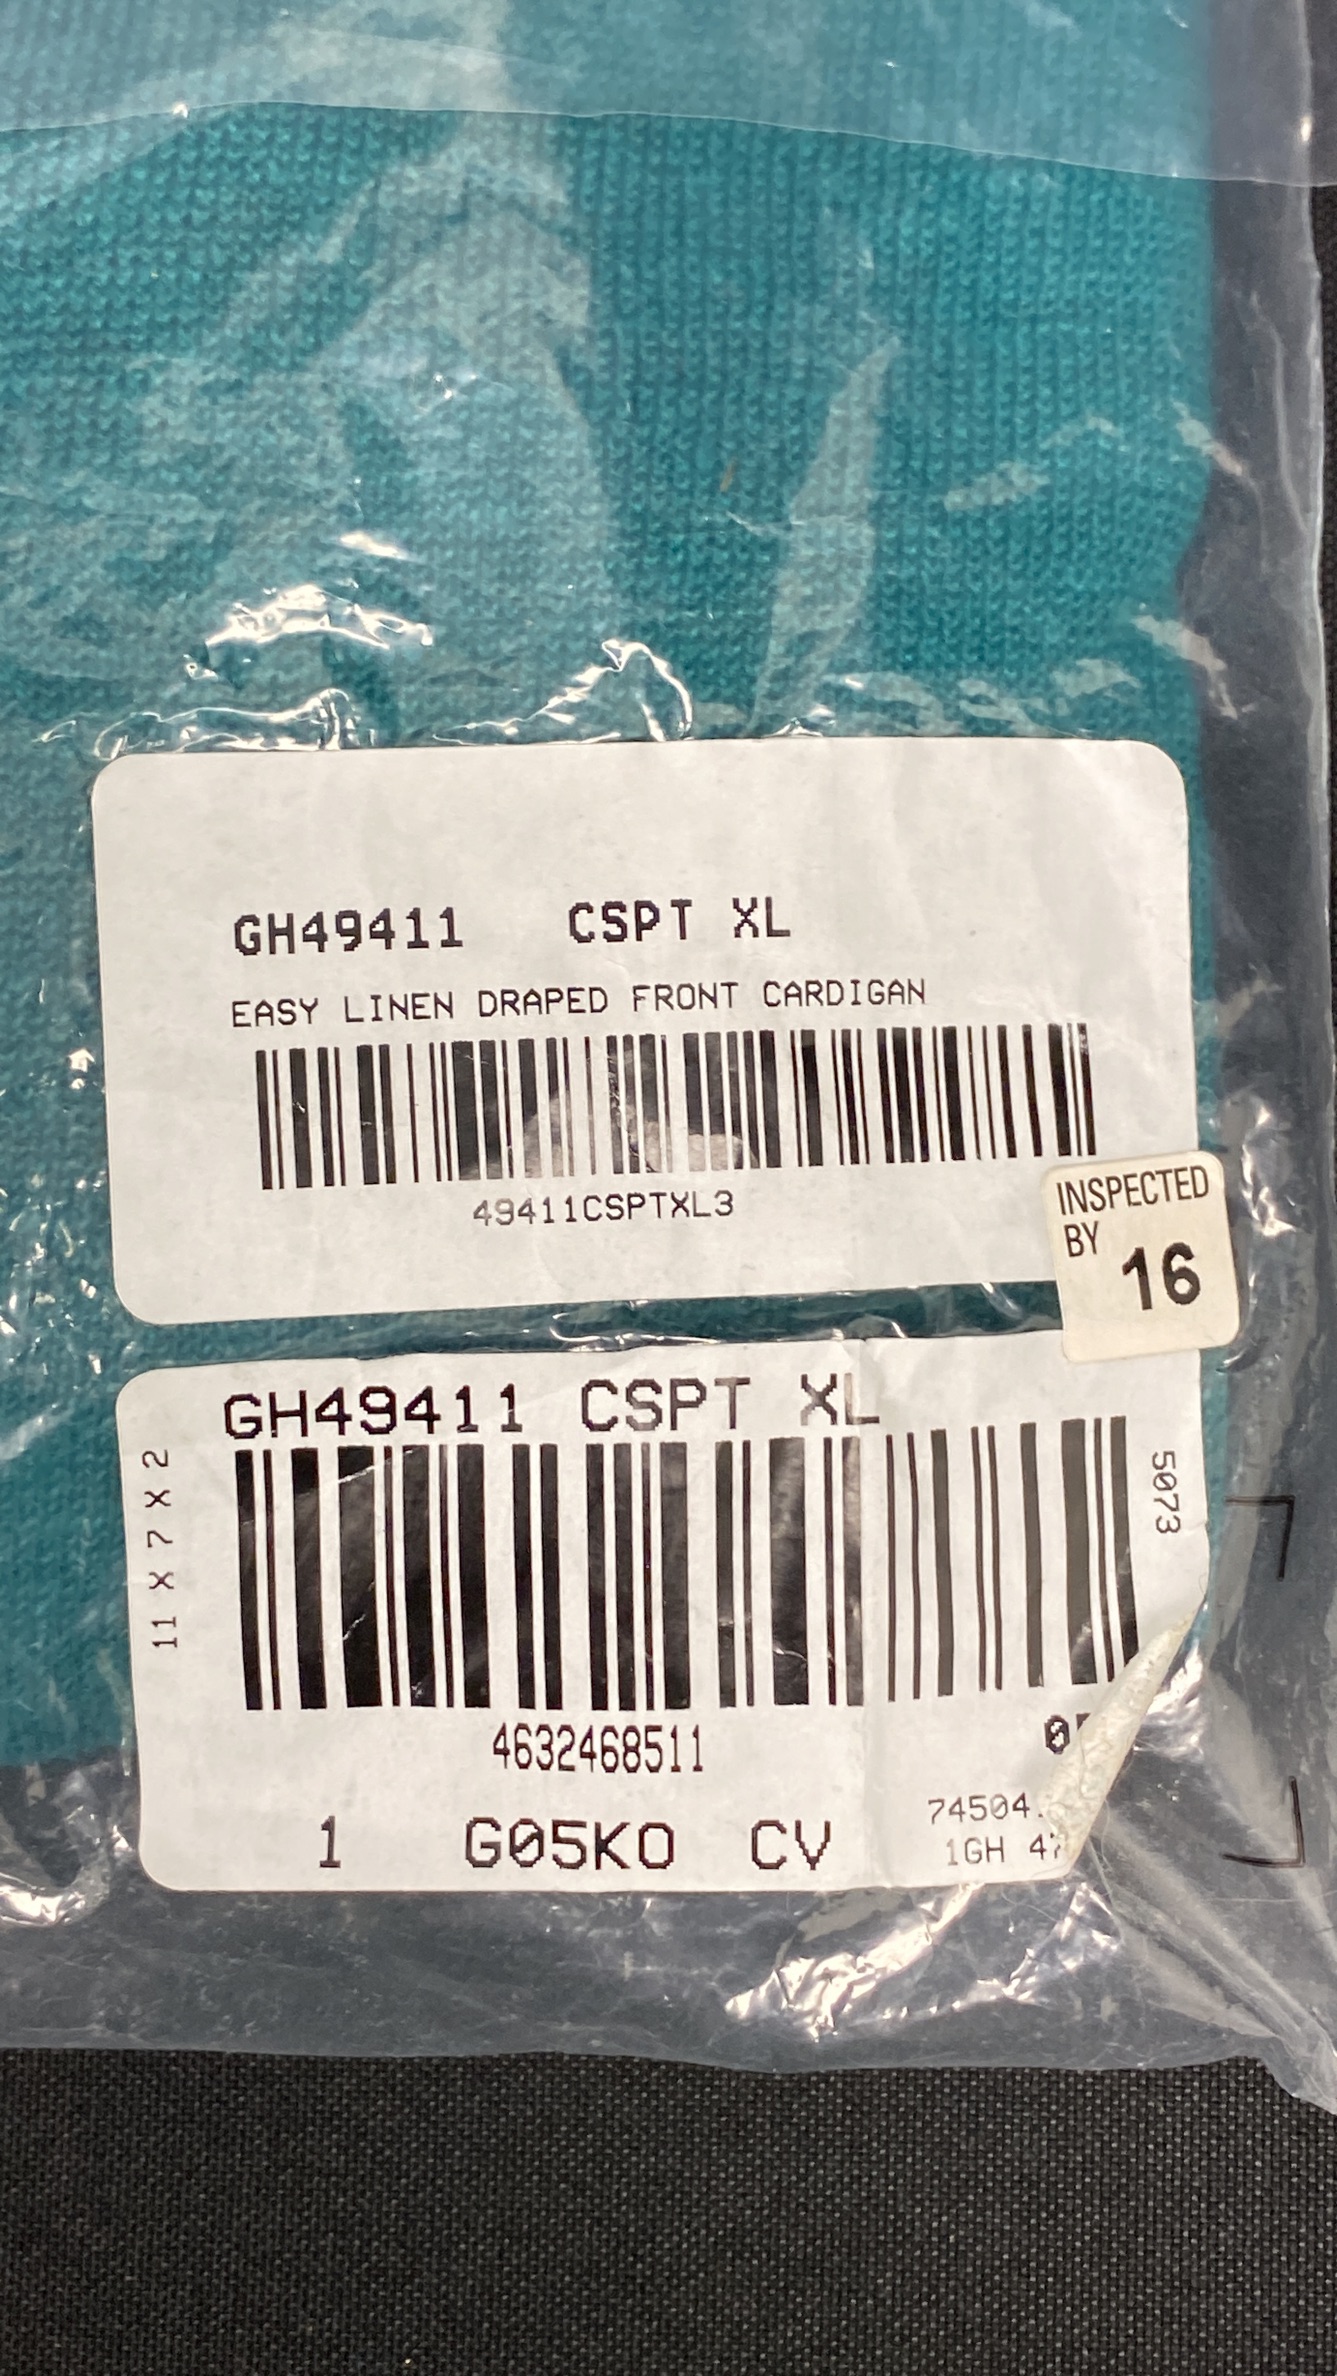 GH49411 CSPT XL
EASY LINEN DRAPED FRONT CARDIGAN
49411CSPTXL3
INSPECTED
BY
16
GH49411 CSPT XL
11 X 7 X 2
5073
4632468511
1 G05KO CV
1GH